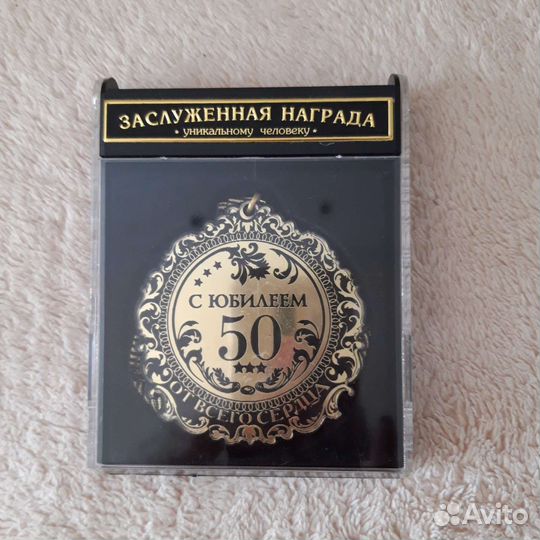 ЗАСЛУЖЕННАЯ НАГРАДА
уникальному человеку
С ЮБИЛЕЕМ
50
ОТ ВСЕГО СЕРДЦА
Avito